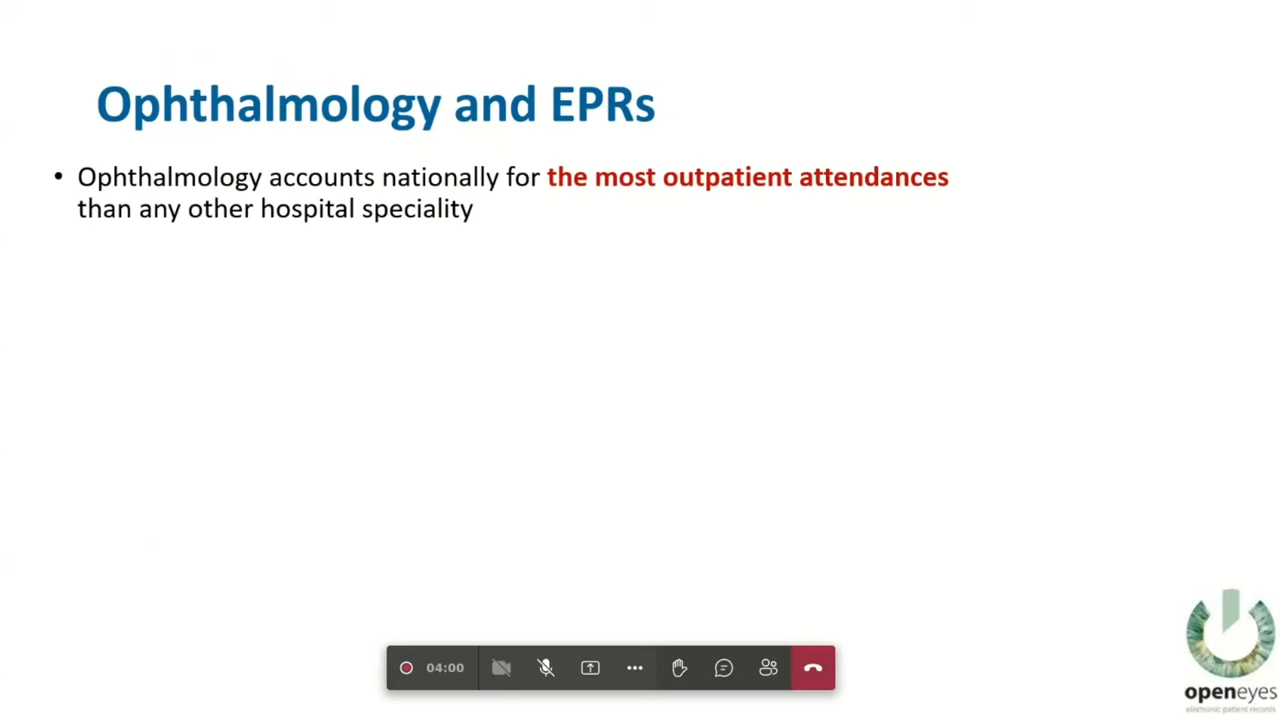 Ophthalmology and EPRs
• Ophthalmology accounts nationally for the most outpatient attendances
than any other hospital speciality
04:00
openeyes
electronic patient records